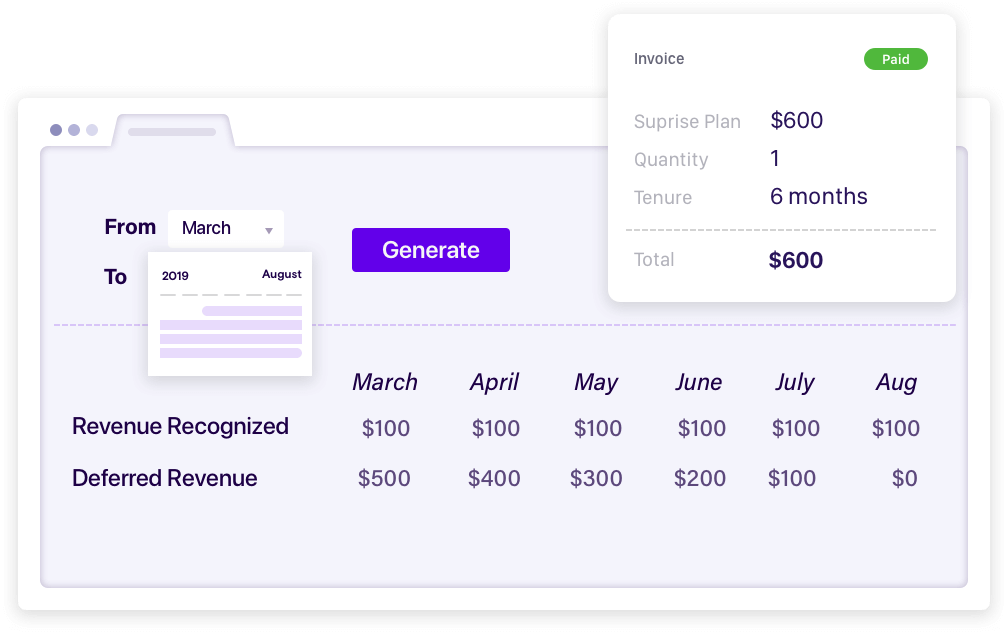 Invoice Paid
Suprise Plan $600
Quantity 1
Tenure 6 months
Total $600
From March
To
2019 August
Generate
March April May June July Aug
Revenue Recognized $100 $100 $100 $100 $100 $100
Deferred Revenue $500 $400 $300 $200 $100 $0